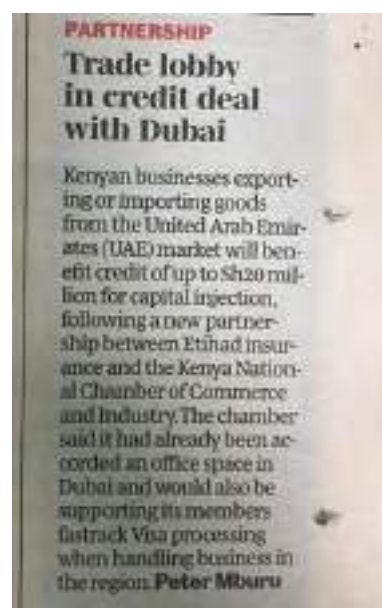 PARTNERSHIP
Trade lobby
in credit deal
with Dubai
Kenyan businesses export-
ing or importing goods
from the United Arab Emir-
ates (UAE) market will ben-
efit credit of up to Sh20 mil-
lion for capital injection,
following a new partner-
ship between Etihad insur-
ance and the Kenya Nation-
al Chamber of Commerce
and Industry. The chamber
said it had already been ac-
corded an office space in
Dubai and would also be
supporting its members
fastrack Visa processing
when handling business in
the region. Peter Mburu